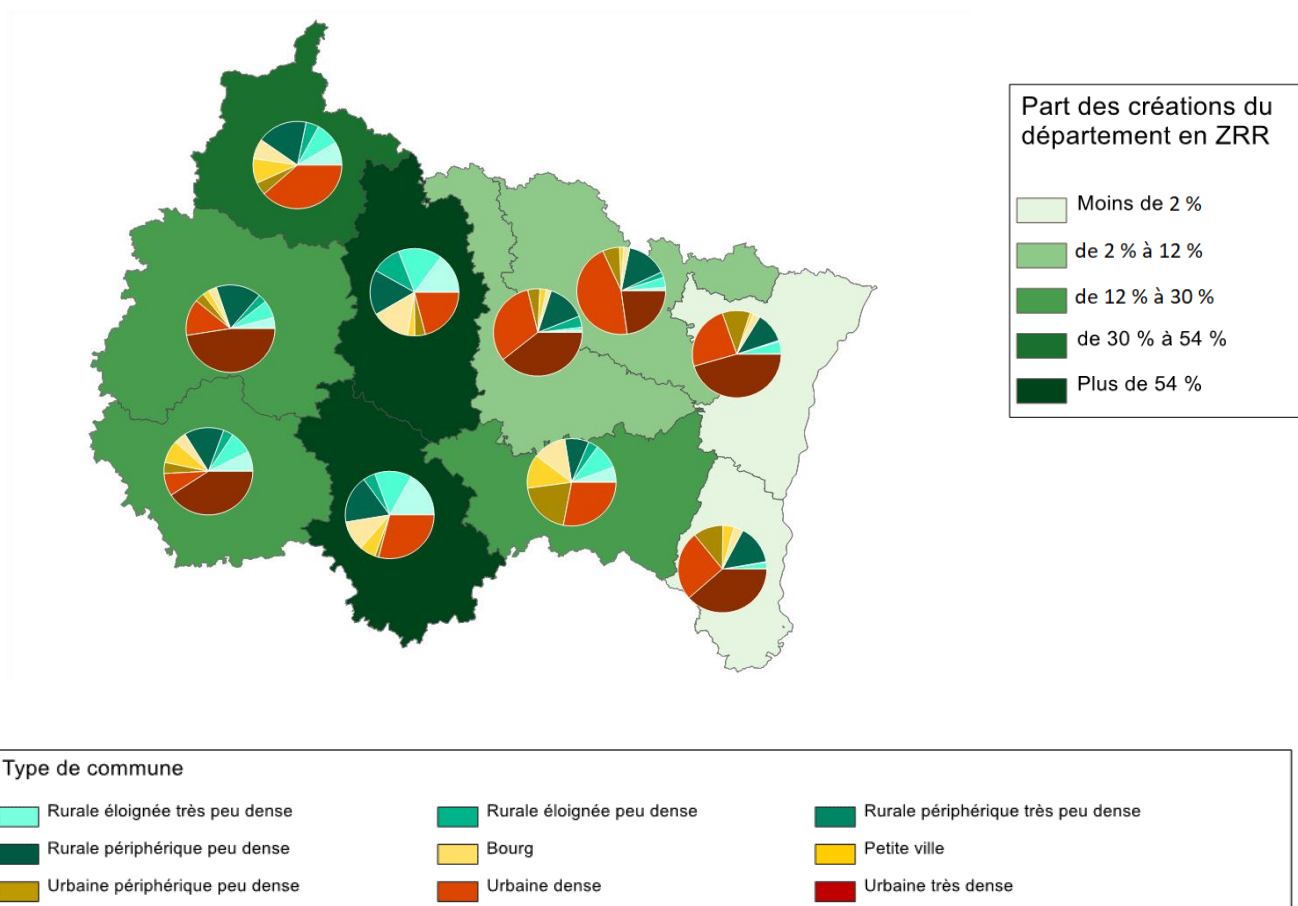 Part des créations du
département en ZRR
Moins de 2 %
de 2 % à 12 %
de 12 % à 30 %
de 30 % à 54 %
Plus de 54 %
Type de commune
Rurale éloignée très peu dense
Rurale éloignée peu dense
Rurale périphérique très peu dense
Rurale périphérique peu dense
Bourg
Petite ville
Urbaine périphérique peu dense
Urbaine dense
Urbaine très dense